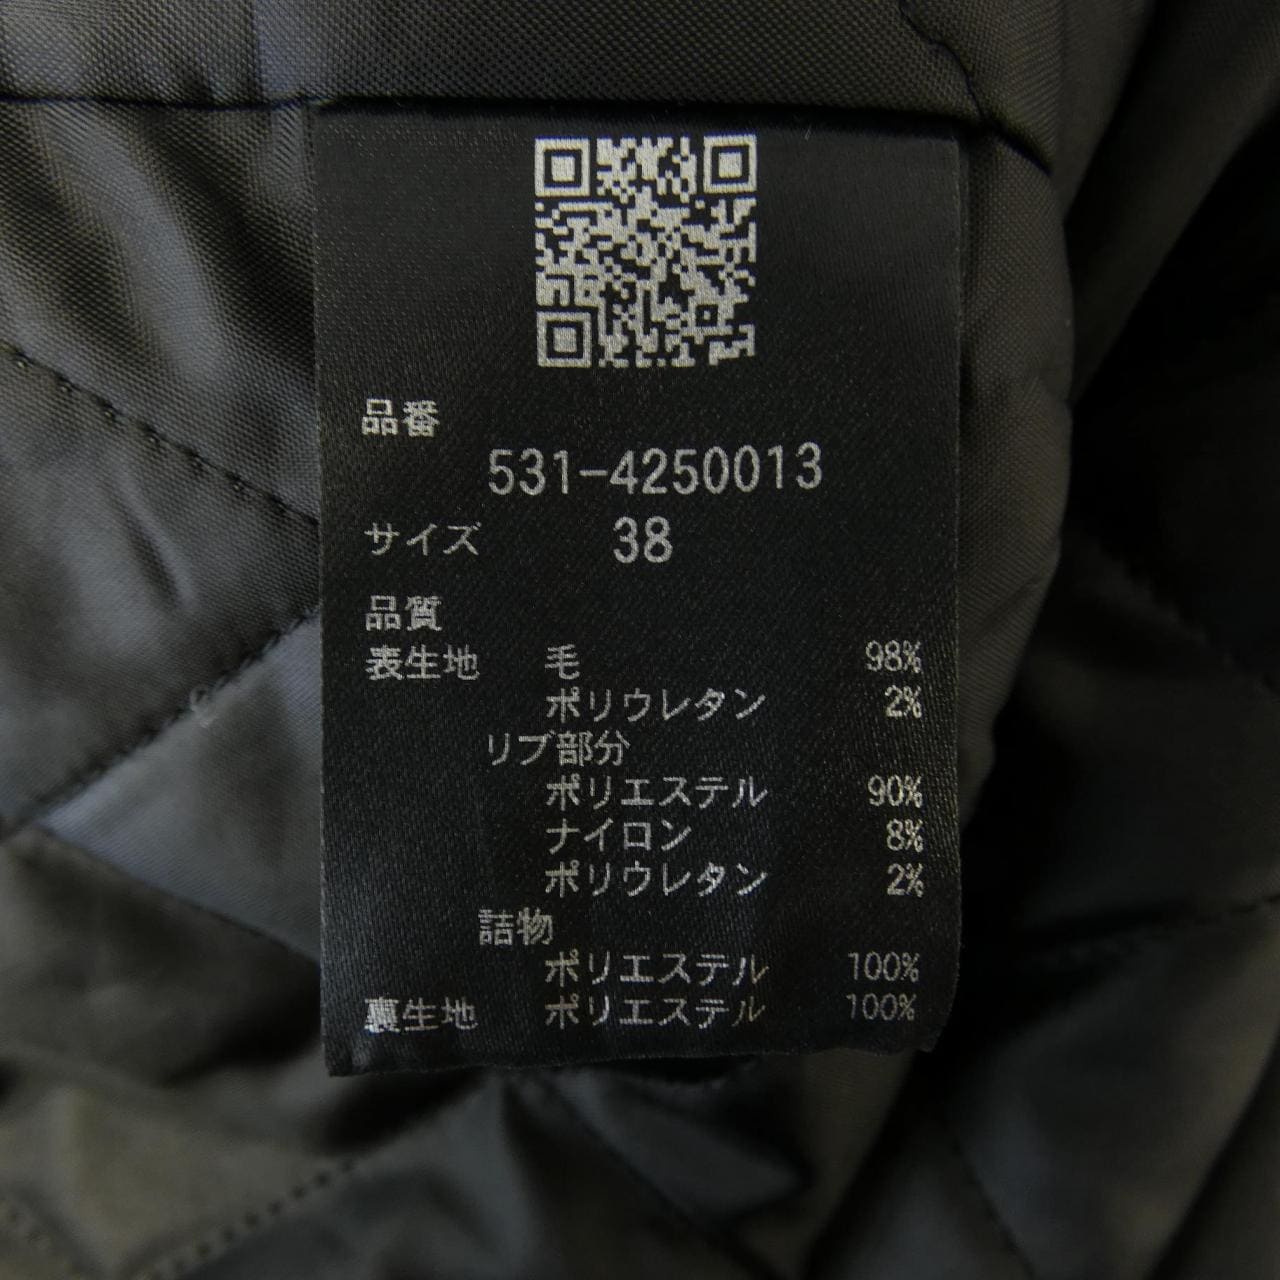 品番
531-4250013
サイズ 38
品質
表生地 毛 98%
ポリウレタン 2%
リブ部分
ポリエステル 90%
ナイロン 8%
ポリウレタン 2%
詰物
ポリエステル 100%
裏生地 ポリエステル 100%